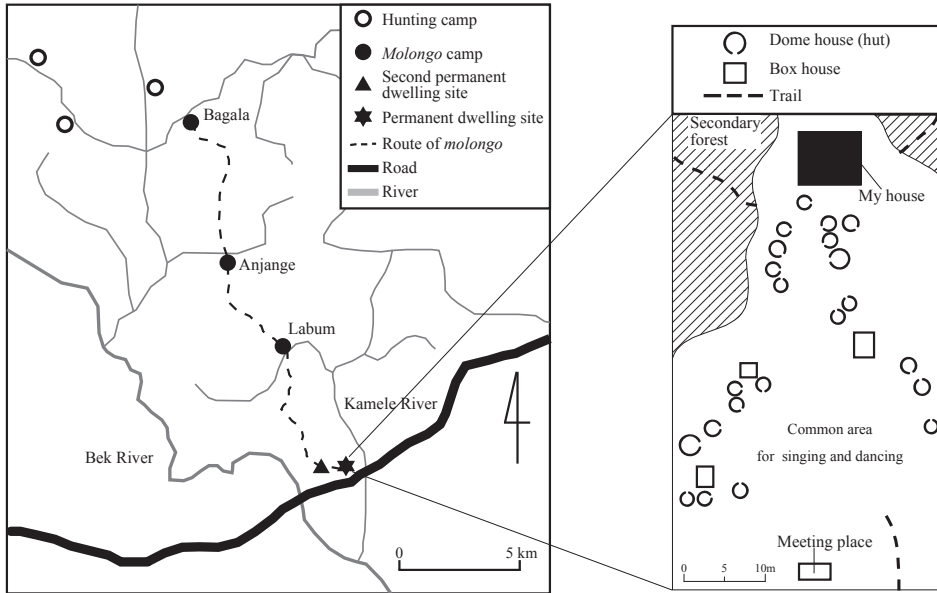 Hunting camp
Molongo camp
Second permanent
dwelling site
Permanent dwelling site
Route of molongo
Road
River
Bagala
Anjange
Labum
Kamele River
Bek River
0 5 km
Dome house (hut)
Box house
Trail
Secondary
forest
My house
Common area
for singing and dancing
Meeting place
0 5 10m